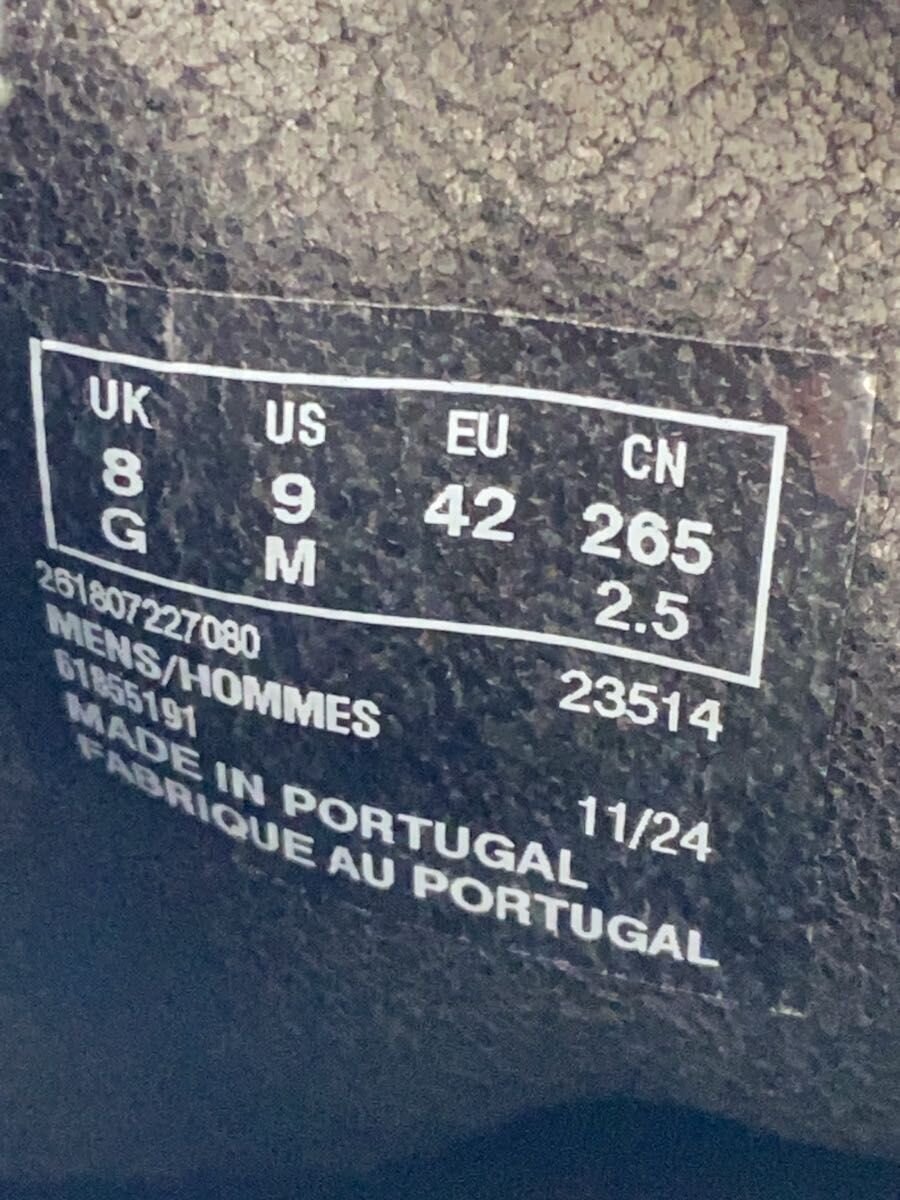 UK US EU CN
8 9 42 265
G M 2.5
261807227080
MENS/HOMMES 23514
61855191
MADE IN PORTUGAL 11/24
FABRIQUE AU PORTUGAL